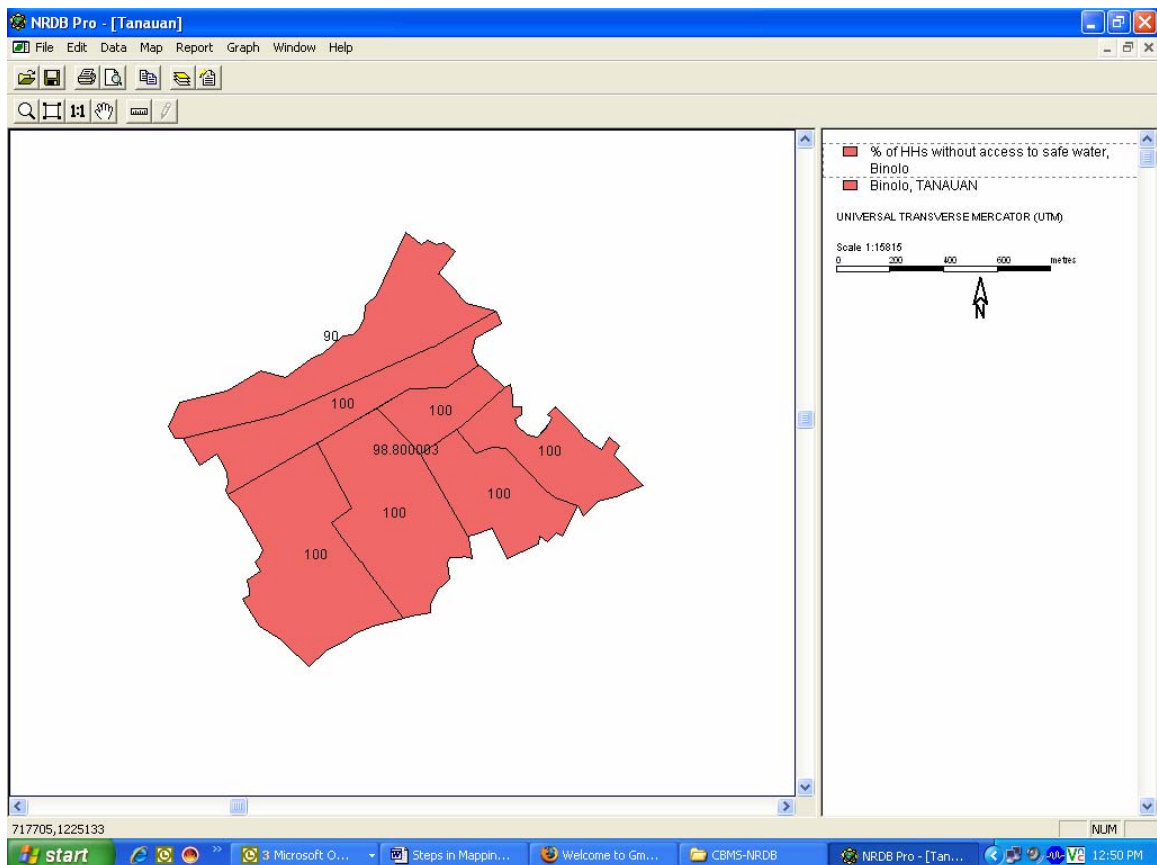 NRDB Pro - [Tanauan]
File Edit Data Map Report Graph Window Help
1:1
% of HHs without access to safe water,
Binolo
Binolo, TANAUAN
UNIVERSAL TRANSVERSE MERCATOR (UTM)
Scale 1:15815
0 200 400 600 metres
N
90
100
100
98.800003
100
100
100
100
717705,1225133
NUM
start
3 Microsoft O...
Steps in Mappin...
Welcome to Gm...
CBMS-NRDB
NRDB Pro - [Tan...
12:50 PM